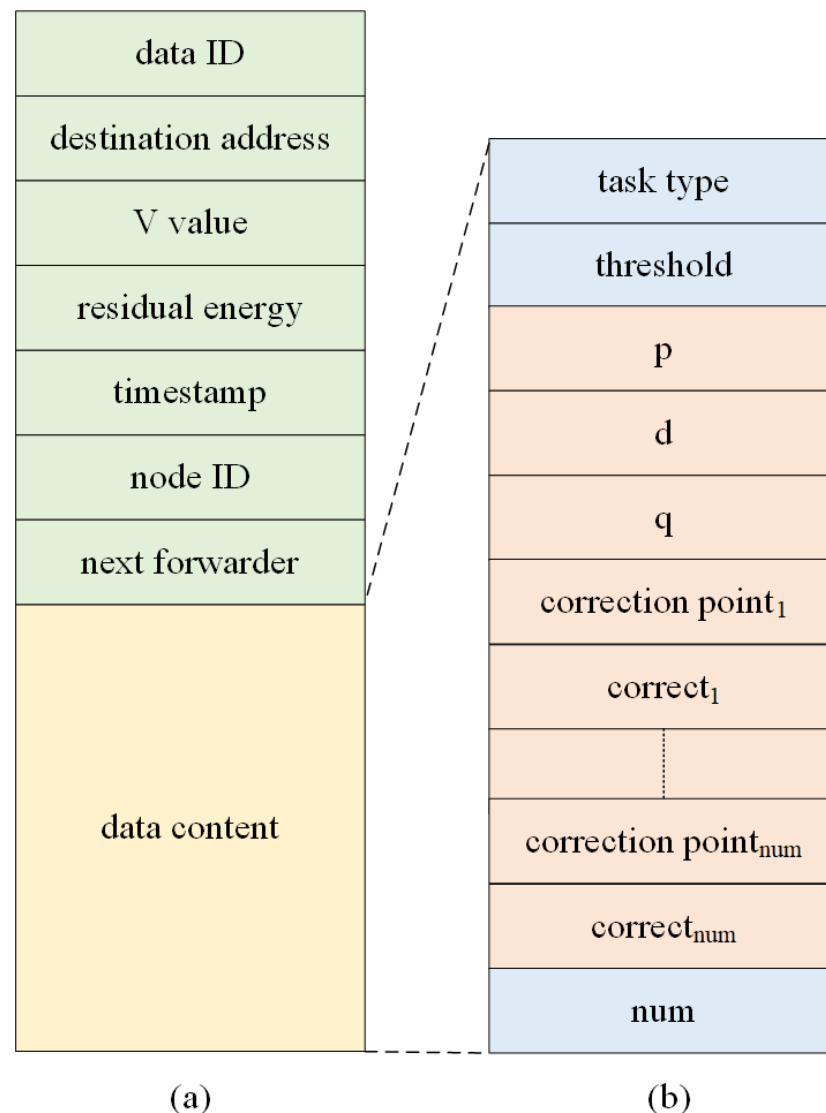 data ID
destination address
V value
residual energy
timestamp
node ID
next forwarder
data content
(a)
task type
threshold
p
d
q
correction point₁
correct₁
correction pointₙᵤₘ
correctₙᵤₘ
num
(b)